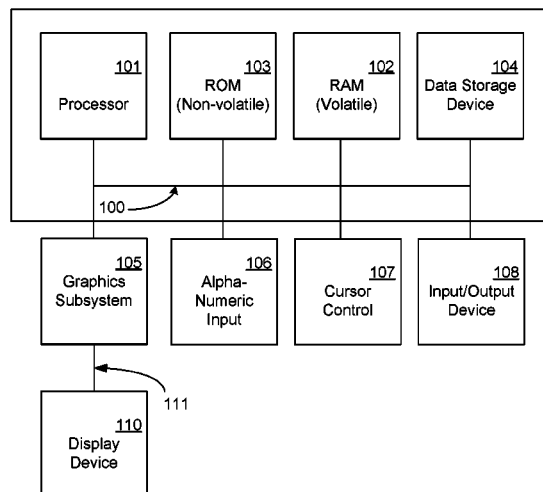 101
Processor
103
ROM
(Non-volatile)
102
RAM
(Volatile)
104
Data Storage
Device
100
105
Graphics
Subsystem
106
Alpha-
Numeric
Input
107
Cursor
Control
108
Input/Output
Device
111
110
Display
Device